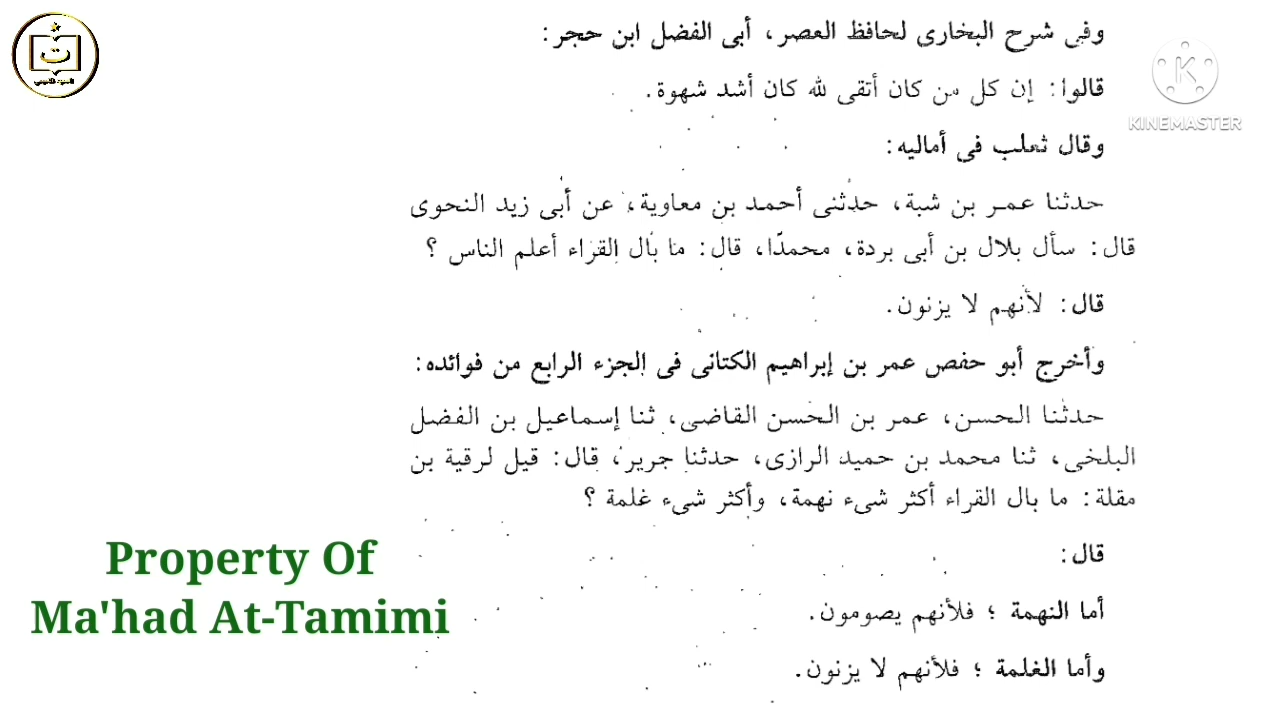 وفى شرح البخارى لحافظ العصر، أبى الفضل ابن حجر:
قالوا: إن كل من كان أتقى لله كان أشد شهوة.
وقال ثعلب فى أماليه:
حدثنا عمر بن شبة، حدثنى أحمد بن معاوية، عن أبى زيد النحوى
قال: سأل بلال بن أبى بردة، محمدًا، قال: ما بال القراء أعلم الناس ؟
قال: لأنهم لا يزنون.
وأخرج أبو حفص عمر بن إبراهيم الكتانى فى الجزء الرابع من فوائده:
حدثنا الحسن، عمر بن الحسن القاضى، ثنا إسماعيل بن الفضل
البلخى، ثنا محمد بن حميد الرازى، حدثنا جرير، قال: قيل لرقية بن
مقلة: ما بال القراء أكثر شىء نهمة، وأكثر شىء غلمة ؟
قال:
أما النهمة ؛ فلأنهم يصومون.
وأما الغلمة ؛ فلأنهم لا يزنون.
KINEMASTER
Property Of
Ma'had At-Tamimi